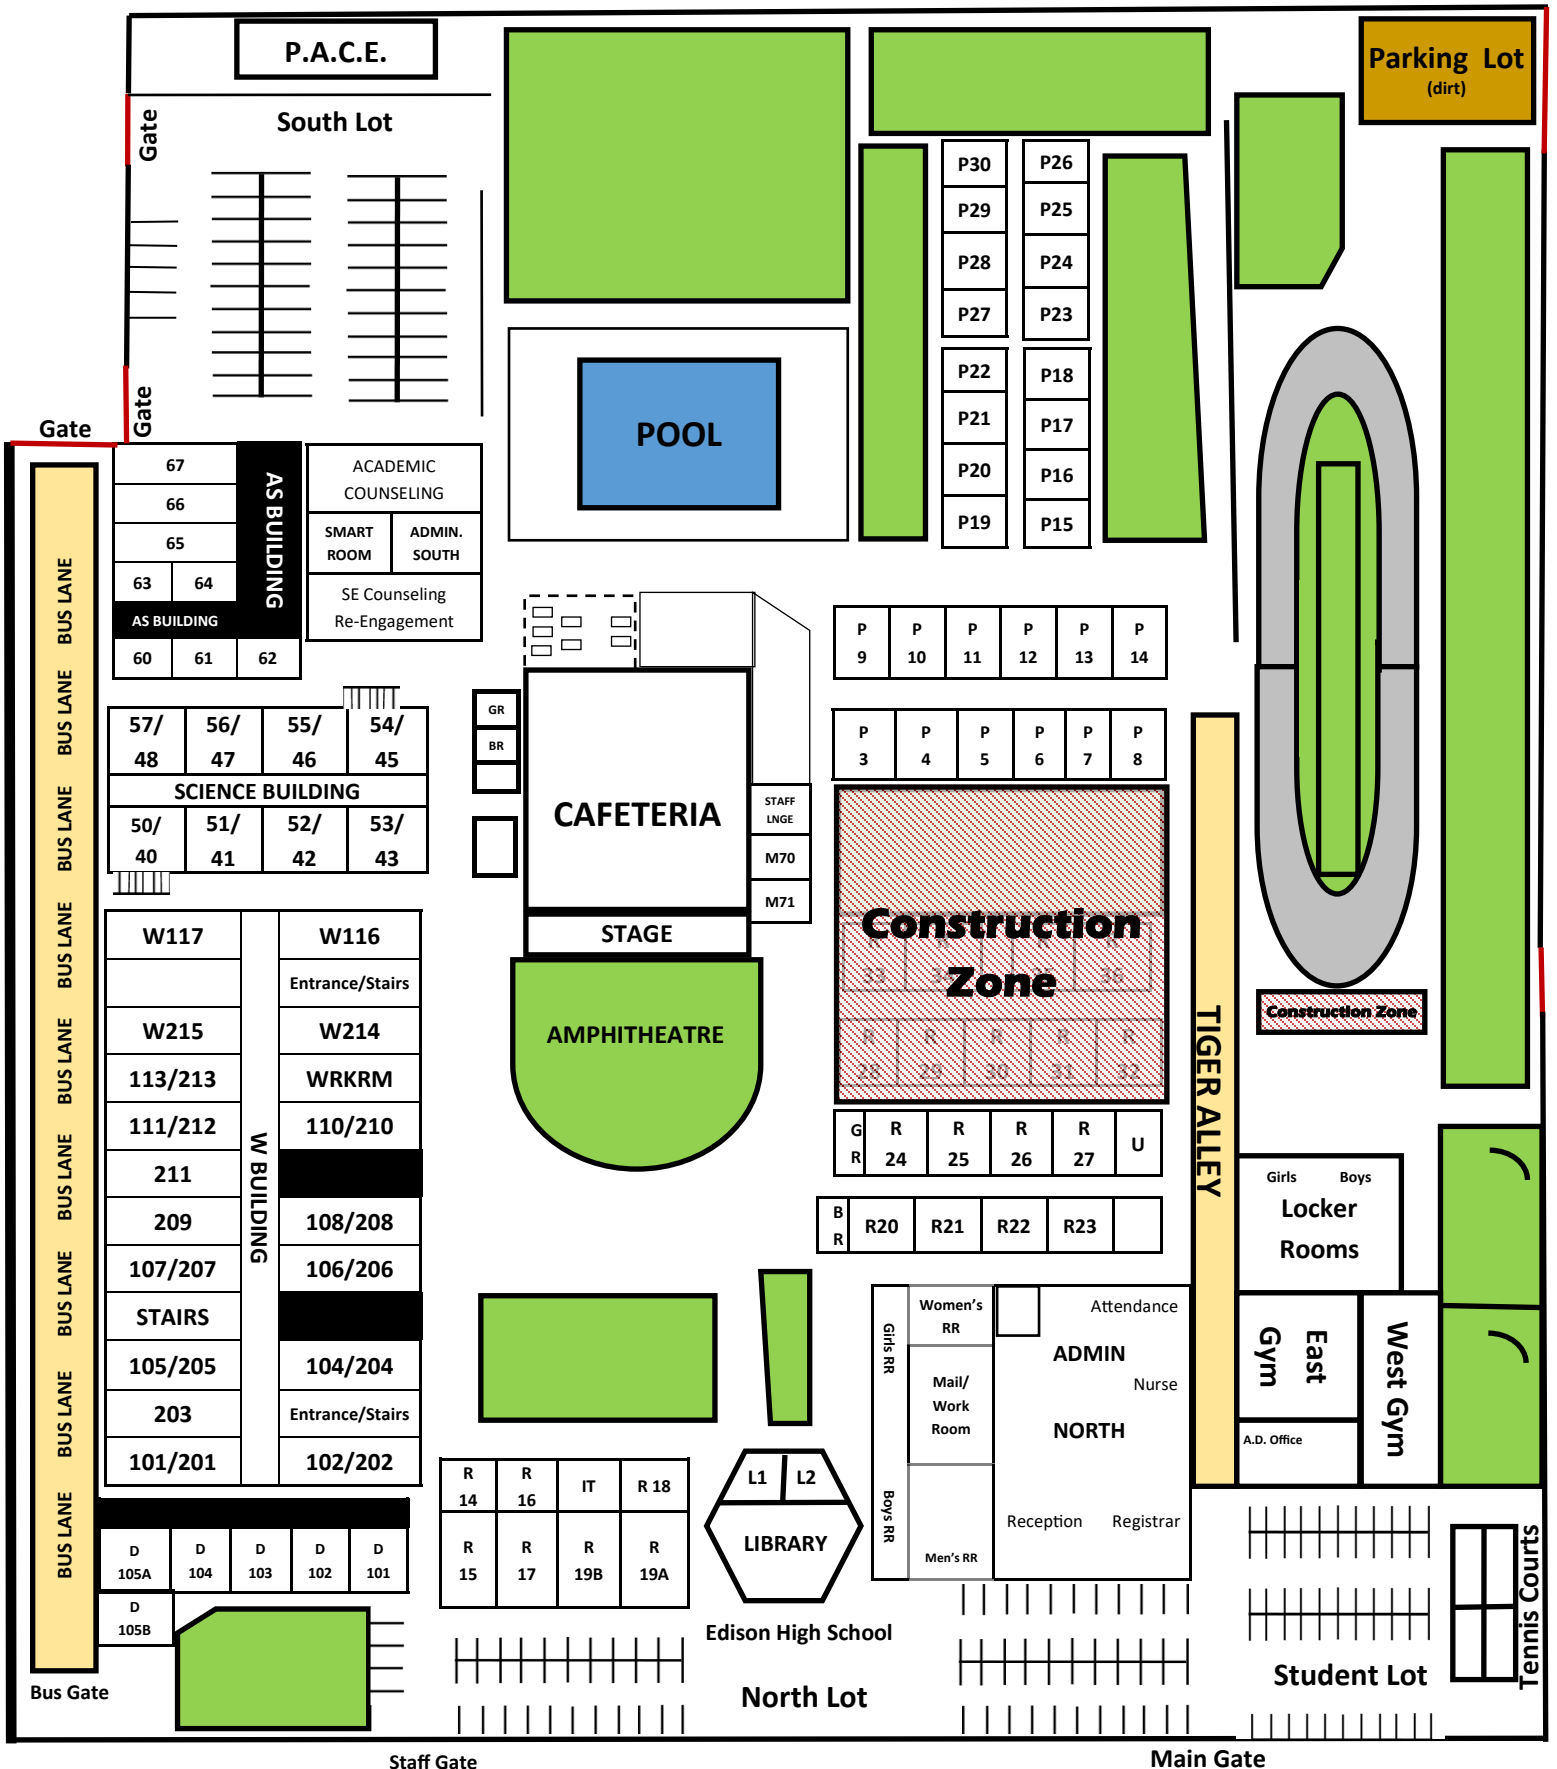 P.A.C.E.
South Lot
Gate
Gate
Gate
Parking Lot
(dirt)
P30
P26
P29
P25
P28
P24
P27
P23
P22
P18
P21
P17
P20
P16
P19
P15
POOL
67
66
65
63
64
AS BUILDING
AS BUILDING
60
61
62
ACADEMIC
COUNSELING
SMART
ROOM
ADMIN.
SOUTH
SE Counseling
Re-Engagement
BUS LANE
BUS LANE
BUS LANE
BUS LANE
BUS LANE
BUS LANE
BUS LANE
BUS LANE
BUS LANE
57/
48
56/
47
55/
46
54/
45
SCIENCE BUILDING
50/
40
51/
41
52/
42
53/
43
GR
BR
CAFETERIA
STAFF
LNGE
M70
M71
STAGE
AMPHITHEATRE
P
9
P
10
P
11
P
12
P
13
P
14
P
3
P
4
P
5
P
6
P
7
P
8
Construction
Zone
R
33
R
34
R
R
36
R
28
R
29
R
30
R
31
R
32
Construction Zone
TIGER ALLEY
G
R
R
24
R
25
R
26
R
27
U
B
R
R20
R21
R22
R23
W117
W116
Entrance/Stairs
W215
W214
113/213
WRKRM
111/212
110/210
211
209
108/208
107/207
106/206
STAIRS
105/205
104/204
203
Entrance/Stairs
101/201
102/202
W BUILDING
Girls
Boys
Locker
Rooms
East
Gym
West Gym
A.D. Office
Girls RR
Boys RR
Women's
RR
Mail/
Work
Room
Men's RR
Attendance
ADMIN
Nurse
NORTH
Reception
Registrar
L1
L2
LIBRARY
R
14
R
16
IT
R 18
R
15
R
17
R
19B
R
19A
D
105A
D
104
D
103
D
102
D
101
D
105B
Edison High School
North Lot
Student Lot
Tennis Courts
Bus Gate
Staff Gate
Main Gate